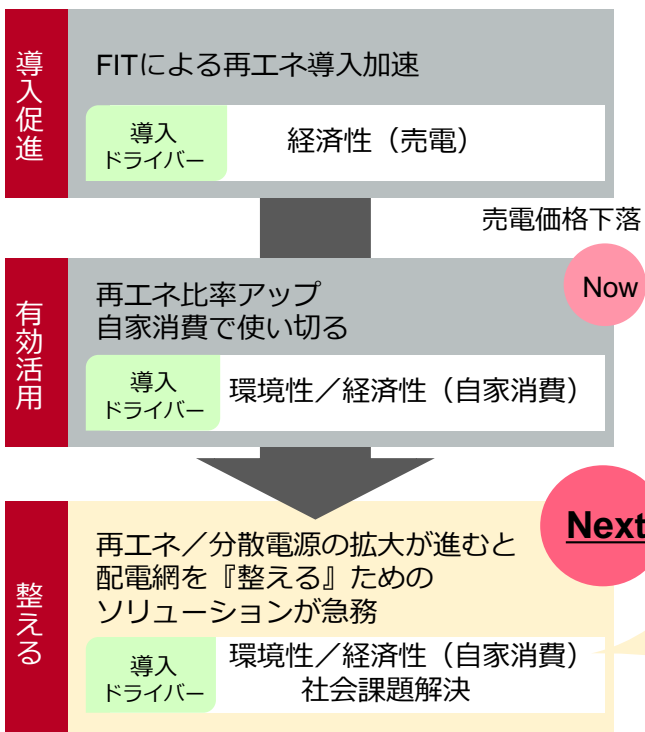 導入促進
FITによる再エネ導入加速
導入
ドライバー
経済性（売電）
売電価格下落
有効活用
再エネ比率アップ
自家消費で使い切る
Now
導入
ドライバー
環境性／経済性（自家消費）
整える
再エネ／分散電源の拡大が進むと
配電網を『整える』ための
ソリューションが急務
Next
導入
ドライバー
環境性／経済性（自家消費）
社会課題解決